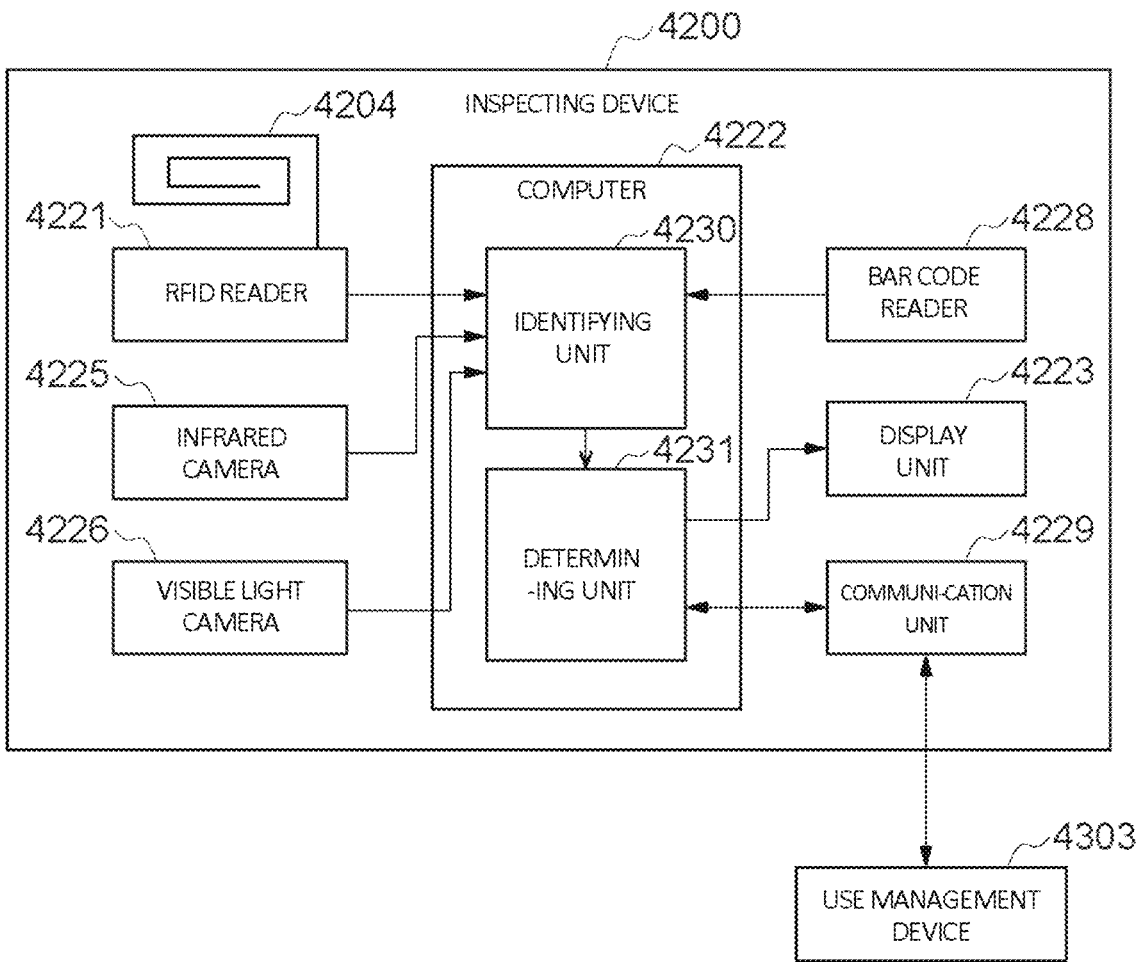 4200
INSPECTING DEVICE
4204
4222
COMPUTER
4221
RFID READER
4230
IDENTIFYING
UNIT
4228
BAR CODE
READER
4225
INFRARED
CAMERA
4223
DISPLAY
UNIT
4231
DETERMIN
-ING UNIT
4226
VISIBLE LIGHT
CAMERA
4229
COMMUNI-CATION
UNIT
4303
USE MANAGEMENT
DEVICE